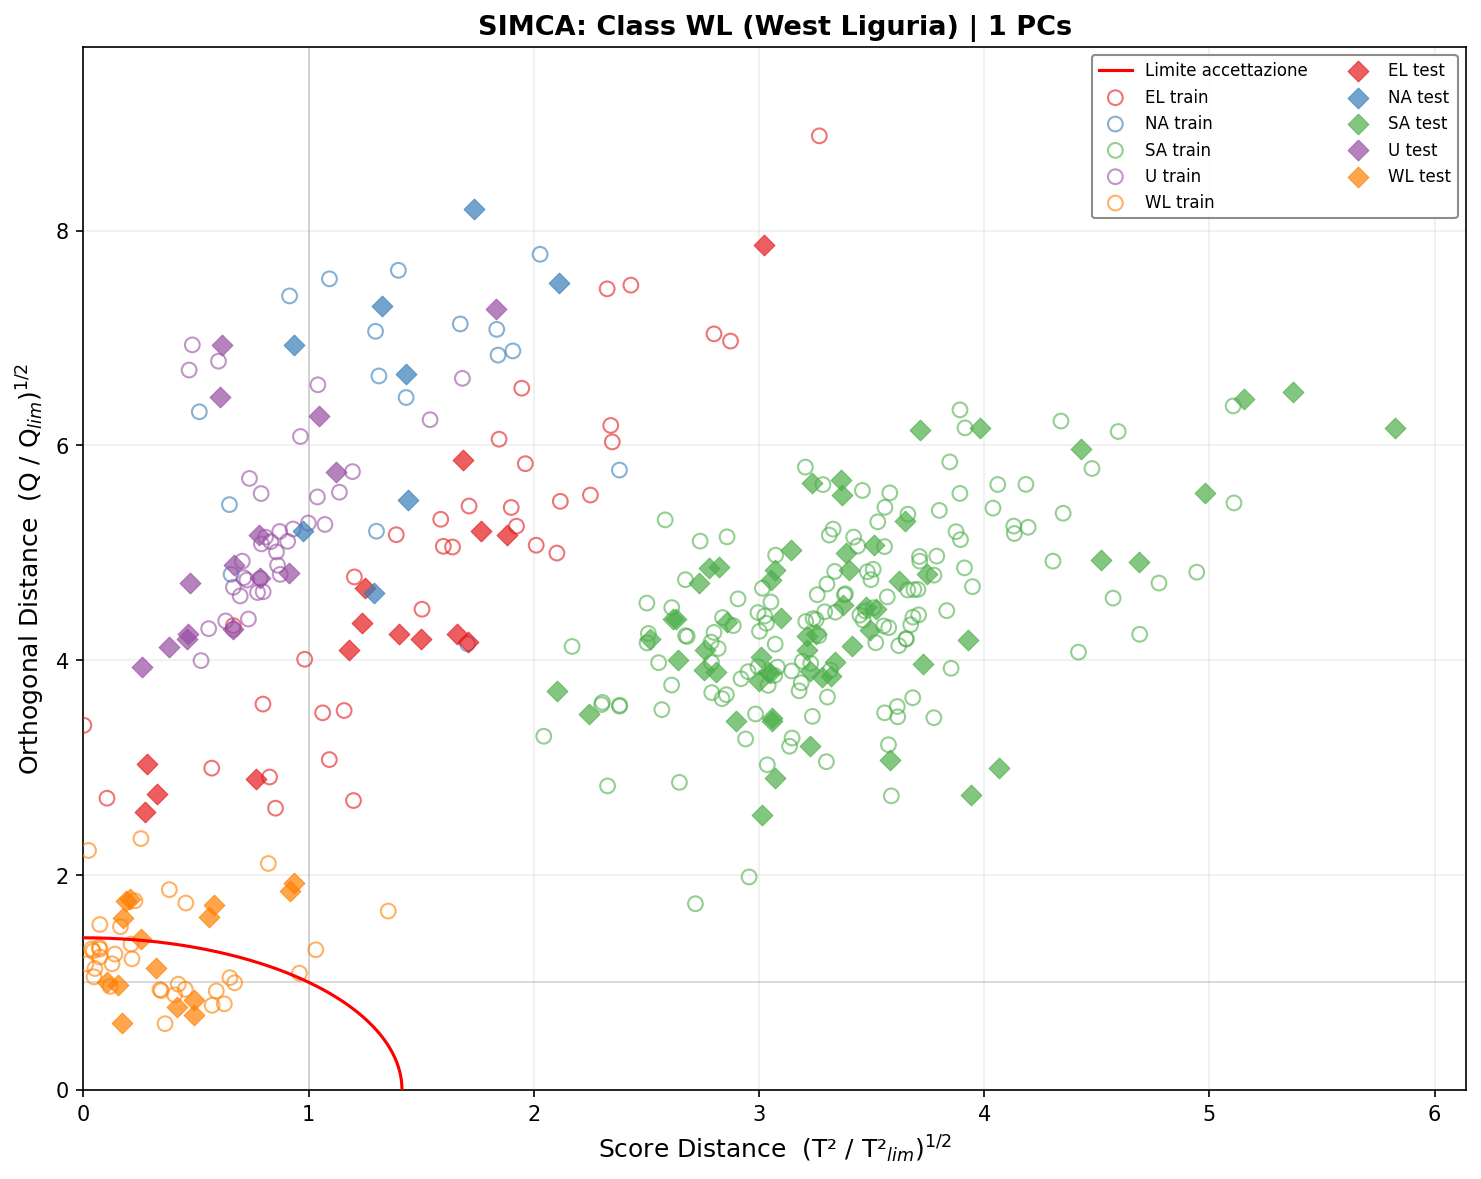 SIMCA: Class WL (West Liguria) | 1 PCs
Limite accettazione
EL train
NA train
SA train
U train
WL train
EL test
NA test
SA test
U test
WL test
Orthogonal Distance (Q / Qlim)1/2
8
6
4
2
0
0 1 2 3 4 5 6
Score Distance (T² / T²lim)1/2